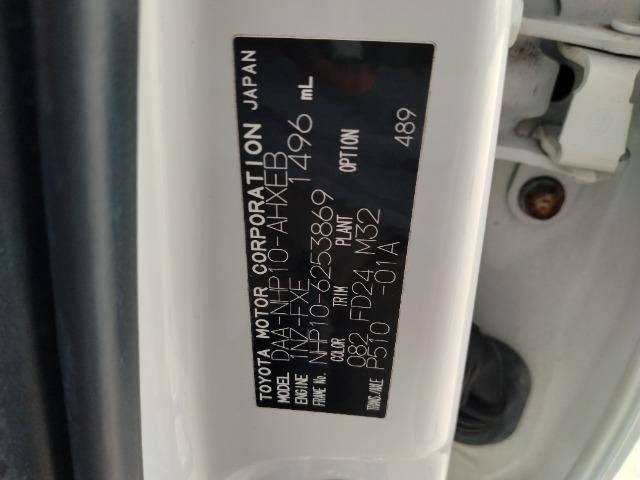 TOYOTA MOTOR CORPORATION JAPAN
MODEL DAA-NHP10-AHXEB
ENGINE 1NZ-FXE 1496 mL
FRAME No. NHP10-6253869
COLOR TRIM PLANT OPTION
082 FD24 M32 489
TRANS./AXLE P510 -01A